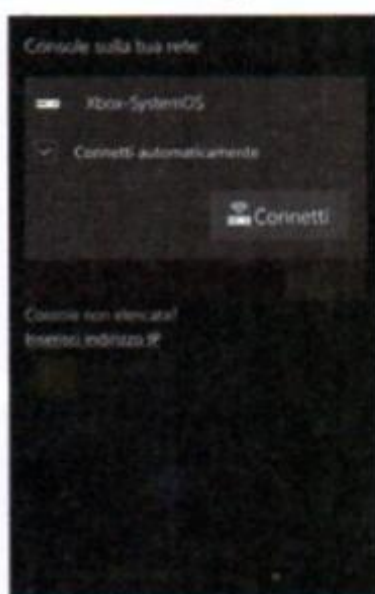 Console sulla tua rete:
Xbox-SystemOS
Connetti automaticamente
Connetti
Console non elencata?
Inserisci indirizzo IP